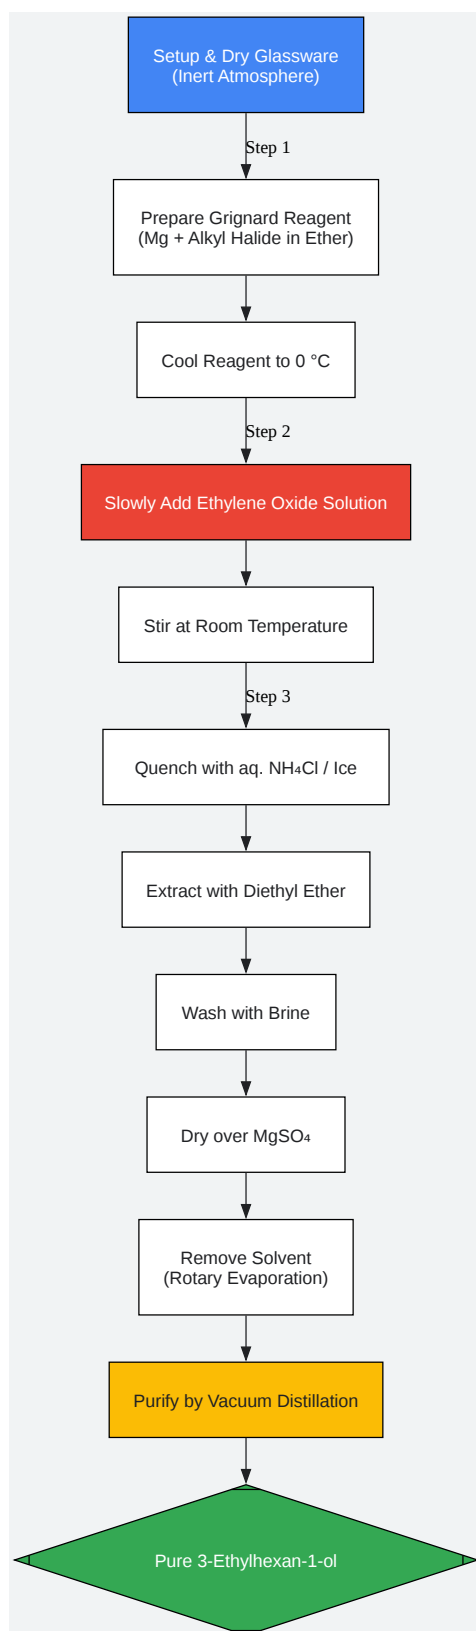 Setup & Dry Glassware
(Inert Atmosphere)
Step 1
Prepare Grignard Reagent
(Mg + Alkyl Halide in Ether)
Cool Reagent to 0 °C
Step 2
Slowly Add Ethylene Oxide Solution
Stir at Room Temperature
Step 3
Quench with aq. NH₄Cl / Ice
Extract with Diethyl Ether
Wash with Brine
Dry over MgSO₄
Remove Solvent
(Rotary Evaporation)
Purify by Vacuum Distillation
Pure 3-Ethylhexan-1-ol